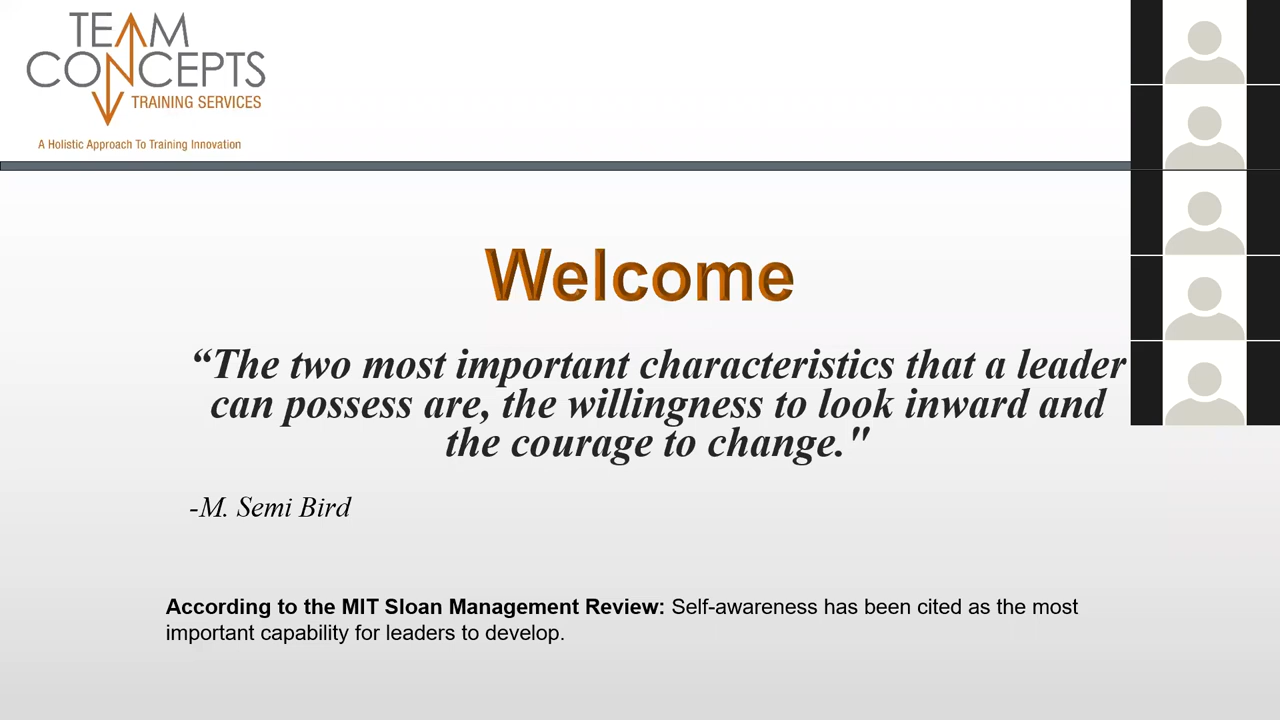 TEAM
CONCEPTS
TRAINING SERVICES
A Holistic Approach To Training Innovation
Welcome
“The two most important characteristics that a leader
can possess are, the willingness to look inward and
the courage to change."
-M. Semi Bird
According to the MIT Sloan Management Review: Self-awareness has been cited as the most
important capability for leaders to develop.